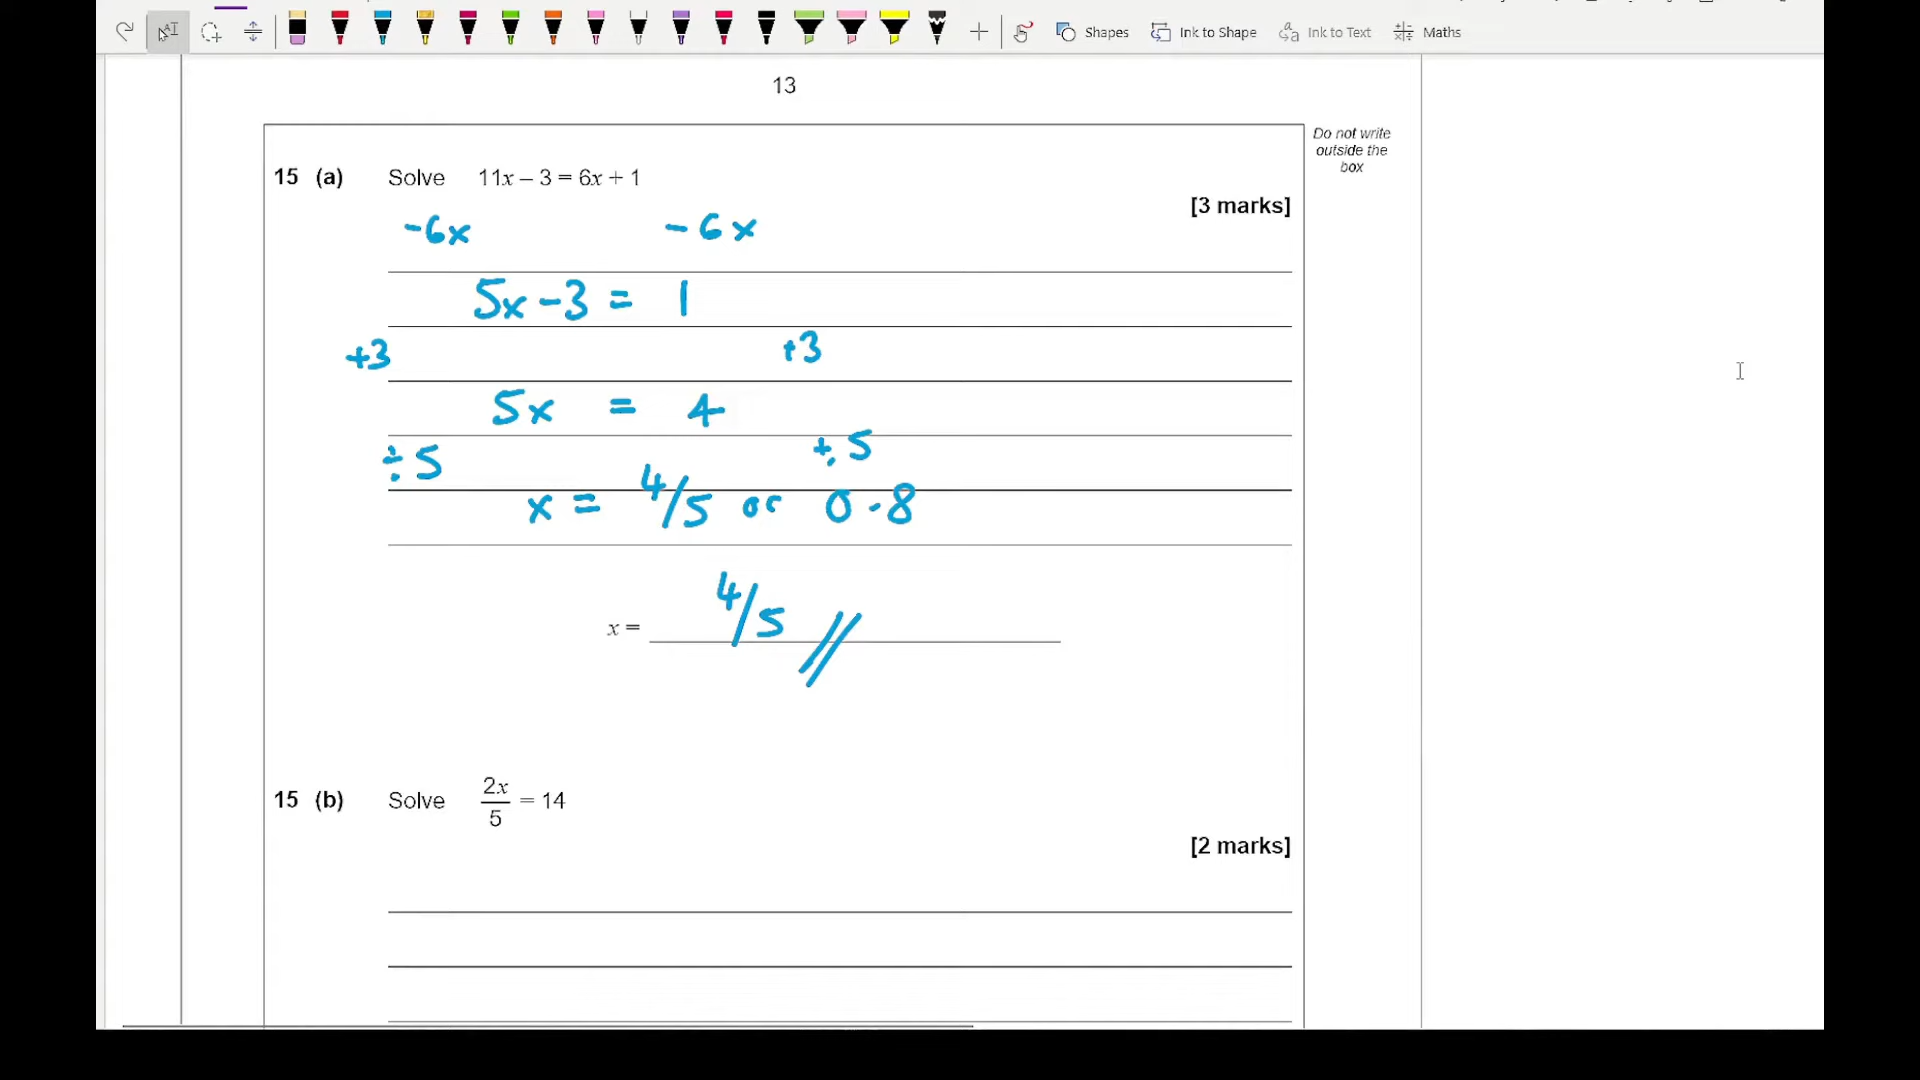 Shapes Ink to Shape Ink to Text Maths
13
Do not write
outside the
box
15 (a) Solve 11x – 3 = 6x + 1
[3 marks]
-6x -6x
5x - 3 = 1
+3 +3
5x = 4
÷5 ÷5
x = 4/5 or 0.8
x = 4/5
15 (b) Solve 2x/5 = 14
[2 marks]